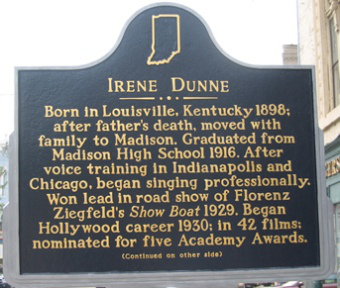 IRENE DUNNE
Born in Louisville, Kentucky 1898;
after father's death, moved with
family to Madison. Graduated from
Madison High School 1916. After
voice training in Indianapolis and
Chicago, began singing professionally.
Won lead in road show of Florenz
Ziegfeld's Show Boat 1929. Began
Hollywood career 1930; in 42 films;
nominated for five Academy Awards.
(Continued on other side)